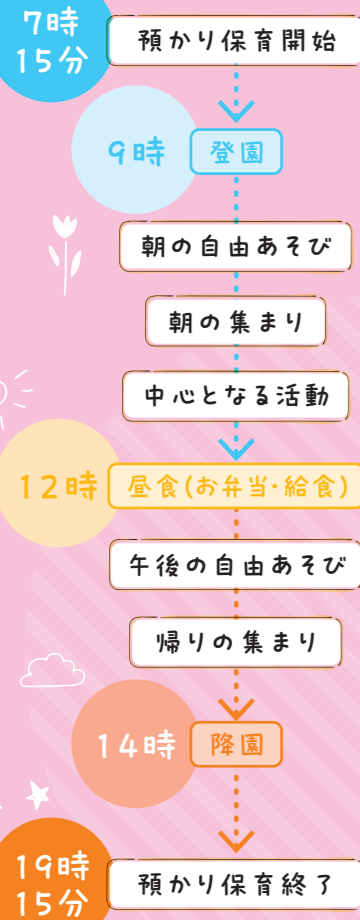 7時
15分
預かり保育開始
9時
登園
朝の自由あそび
朝の集まり
中心となる活動
12時
昼食(お弁当・給食)
午後の自由あそび
帰りの集まり
14時
降園
19時
15分
預かり保育終了